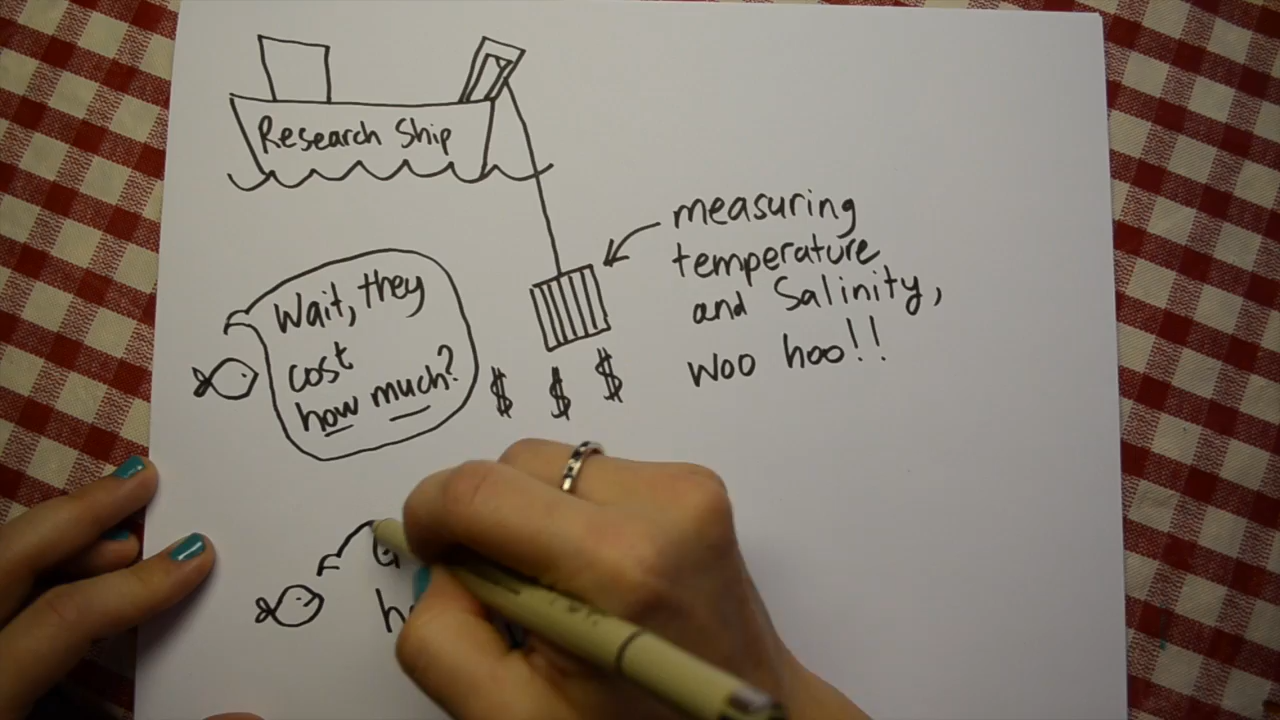 Research Ship
measuring
temperature
and Salinity,
woo hoo!!
Wait, they
cost
how much?
$ $ $